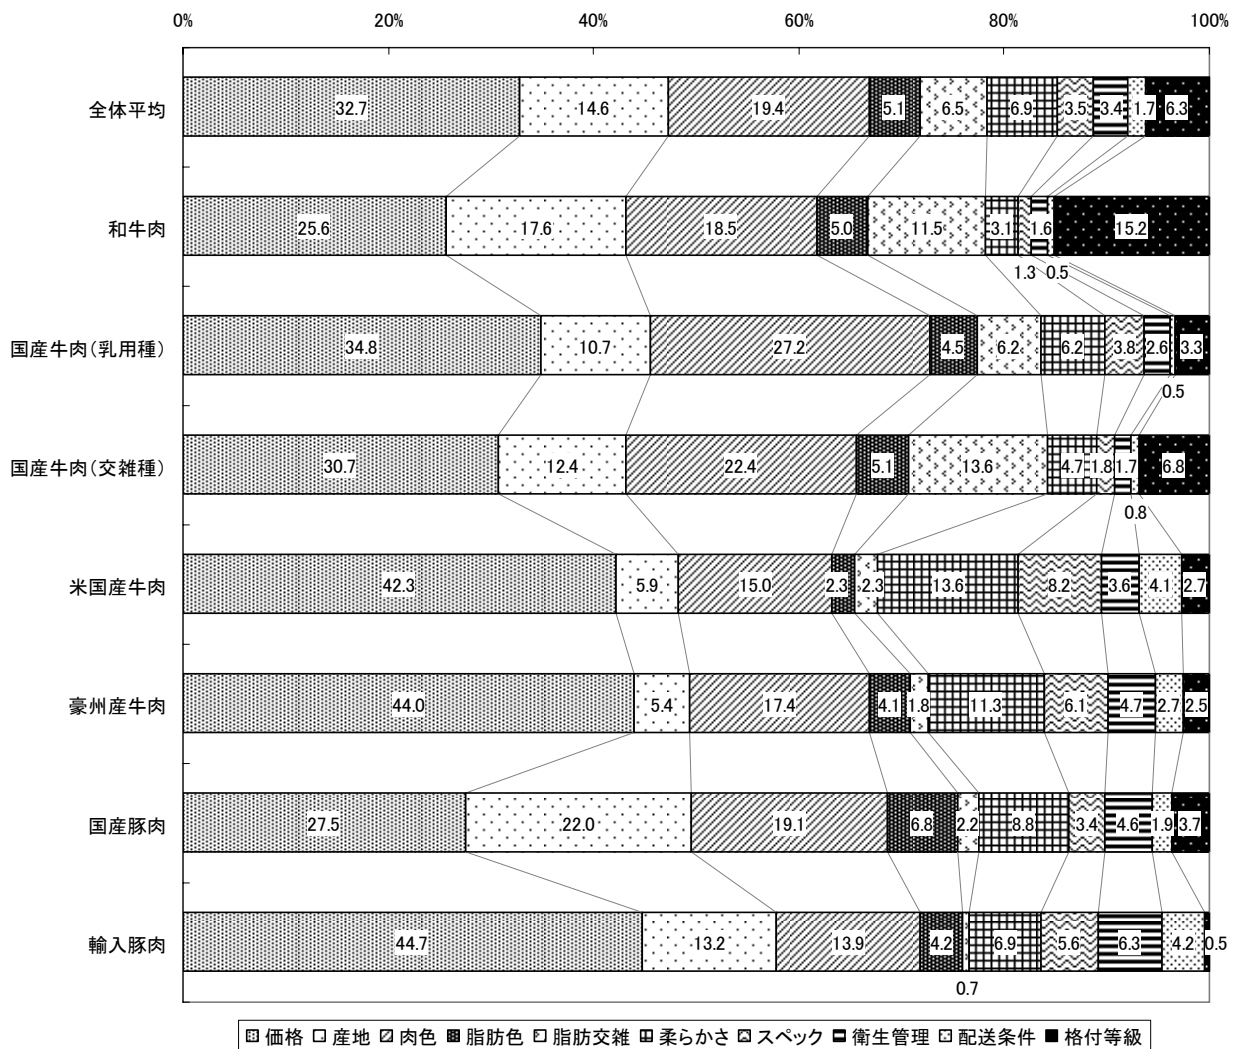 0% 20% 40% 60% 80% 100%
全体平均 32.7 14.6 19.4 5.1 6.5 6.9 3.5 3.4 1.7 6.3
和牛肉 25.6 17.6 18.5 5.0 11.5 3.1 1.6 15.2
1.3 0.5
国産牛肉(乳用種) 34.8 10.7 27.2 4.5 6.2 6.2 3.8 2.6 3.3
0.5
国産牛肉(交雑種) 30.7 12.4 22.4 5.1 13.6 4.7 1.8 1.7 6.8
0.8
米国産牛肉 42.3 5.9 15.0 2.3 2.3 13.6 8.2 3.6 4.1 2.7
豪州産牛肉 44.0 5.4 17.4 4.1 1.8 11.3 6.1 4.7 2.7 2.5
国産豚肉 27.5 22.0 19.1 6.8 2.2 8.8 3.4 4.6 1.9 3.7
輸入豚肉 44.7 13.2 13.9 4.2 6.9 5.6 6.3 4.2 0.5
0.7
価格 産地 肉色 脂肪色 脂肪交雑 柔らかさ スペック 衛生管理 配送条件 格付等級